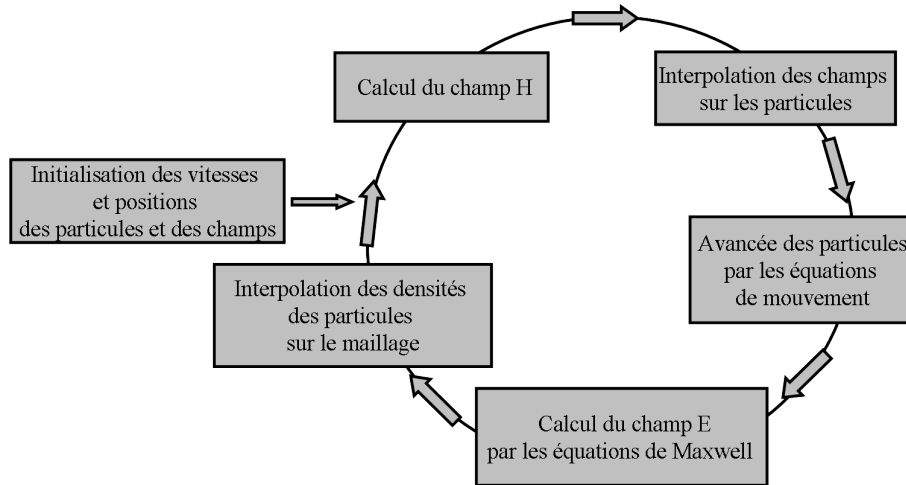 Calcul du champ H
Interpolation des champs
sur les particules
Initialisation des vitesses
et positions
des particules et des champs
Avancée des particules
par les équations
de mouvement
Interpolation des densités
des particules
sur le maillage
Calcul du champ E
par les équations de Maxwell